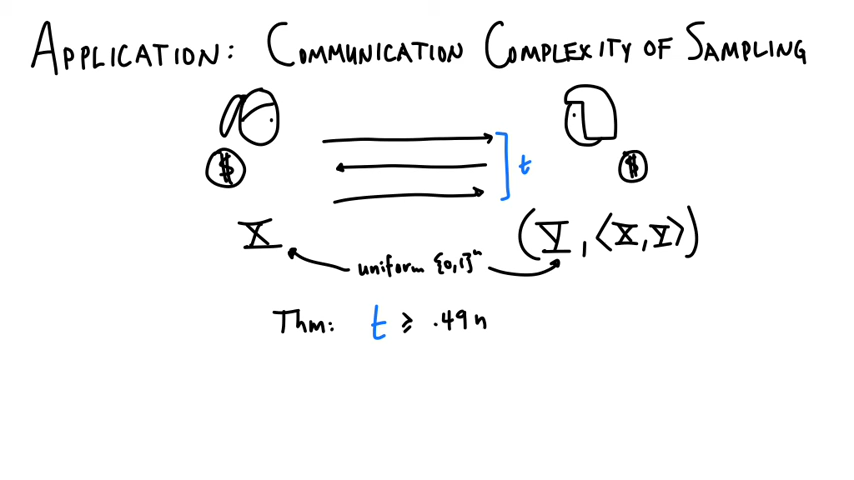 APPLICATION: COMMUNICATION COMPLEXITY OF SAMPLING
$ $
t
X (Y, ⟨X, Y⟩)
uniform {0,1}ⁿ
Thm: t ≥ .49n